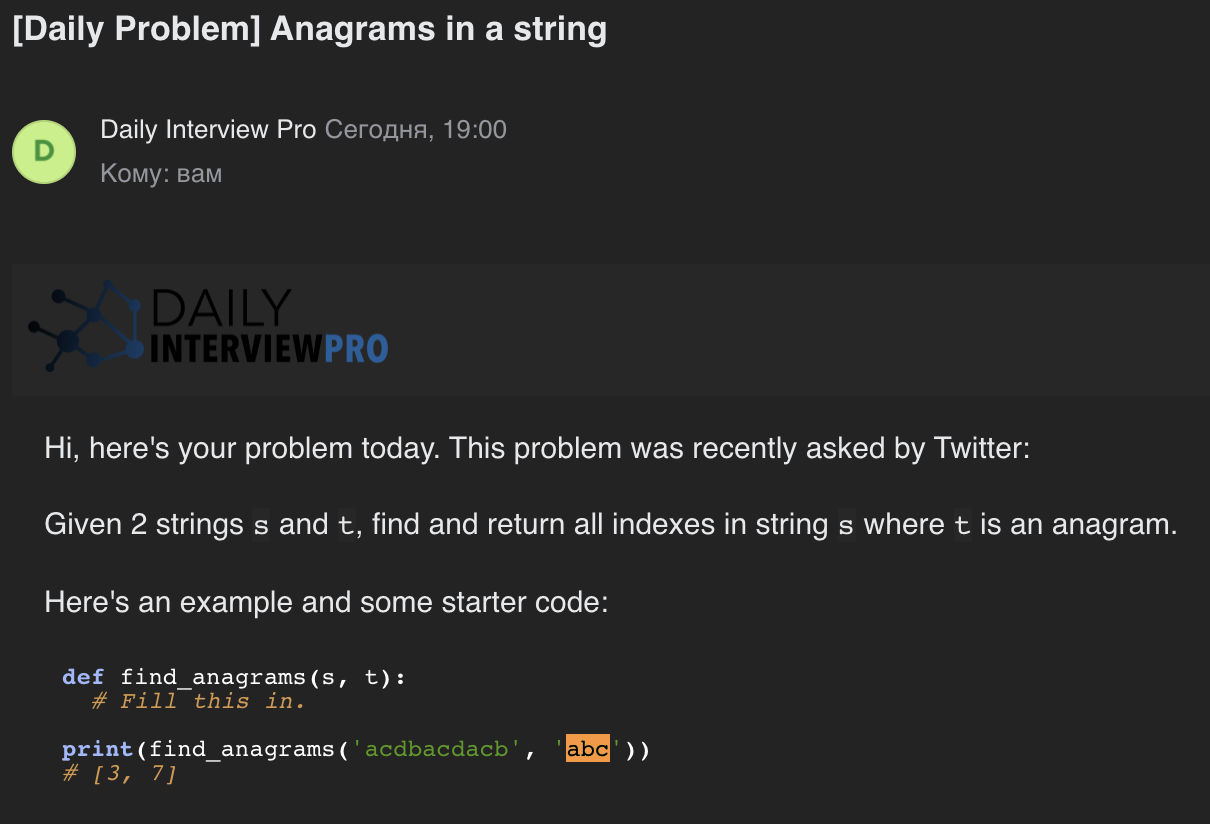 [Daily Problem] Anagrams in a string
D
Daily Interview Pro Сегодня, 19:00
Кому: вам
DAILY
INTERVIEWPRO
Hi, here's your problem today. This problem was recently asked by Twitter:
Given 2 strings s and t, find and return all indexes in string s where t is an anagram.
Here's an example and some starter code:
def find_anagrams(s, t):
  # Fill this in.
print(find_anagrams('acdbacdacb', 'abc'))
# [3, 7]